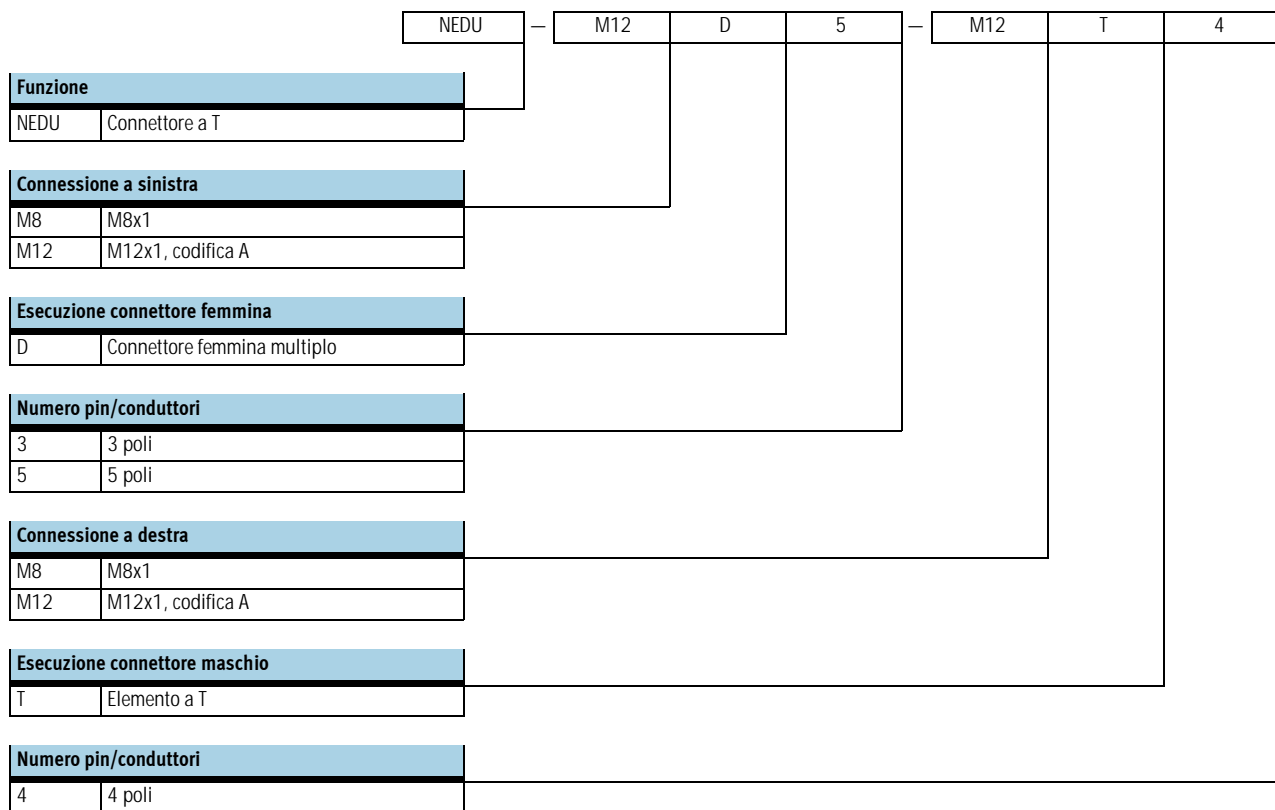 NEDU – M12 D 5 – M12 T 4
Funzione
NEDU Connettore a T
Connessione a sinistra
M8 M8x1
M12 M12x1, codifica A
Esecuzione connettore femmina
D Connettore femmina multiplo
Numero pin/conduttori
3 3 poli
5 5 poli
Connessione a destra
M8 M8x1
M12 M12x1, codifica A
Esecuzione connettore maschio
T Elemento a T
Numero pin/conduttori
4 4 poli